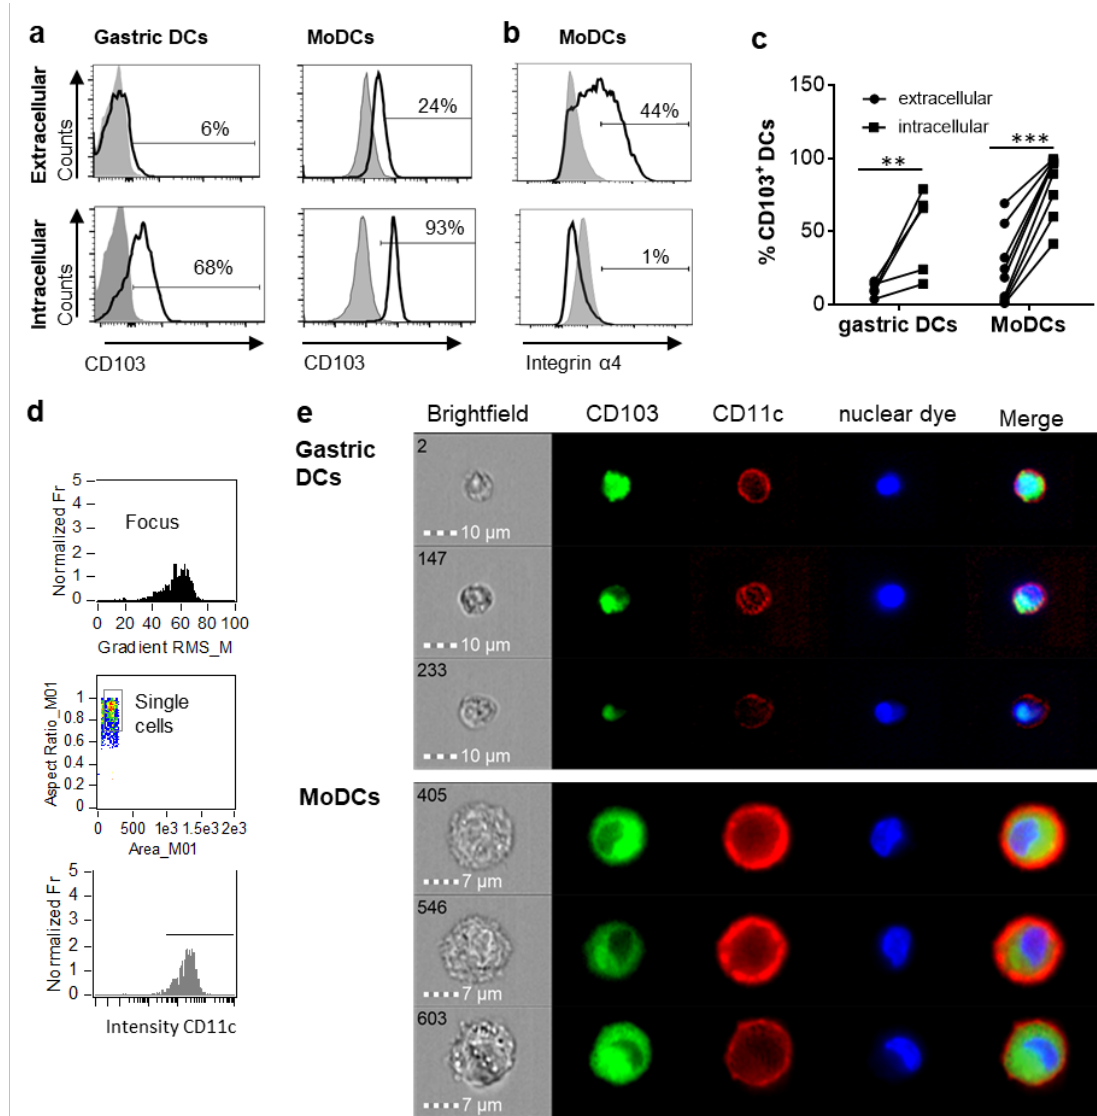 a
Gastric DCs
MoDCs
b
MoDCs
c
Extracellular
Counts
6%
24%
44%
Intracellular
Counts
68%
93%
1%
CD103
CD103
Integrin α4
% CD103⁺ DCs
150
100
50
0
extracellular
intracellular
**
***
gastric DCs
MoDCs
d
Normalized Fr
5
4
3
2
1
0
Focus
0 20 40 60 80 100
Gradient RMS_M
Aspect Ratio_M01
1
0.8
0.6
0.4
0.2
0
Single
cells
0 500 1e3 1.5e3 2e3
Area_M01
Normalized Fr
5
4
3
2
1
0
Intensity CD11c
e
Brightfield
CD103
CD11c
nuclear dye
Merge
Gastric
DCs
2
10 µm
147
10 µm
233
10 µm
MoDCs
405
7 µm
546
7 µm
603
7 µm